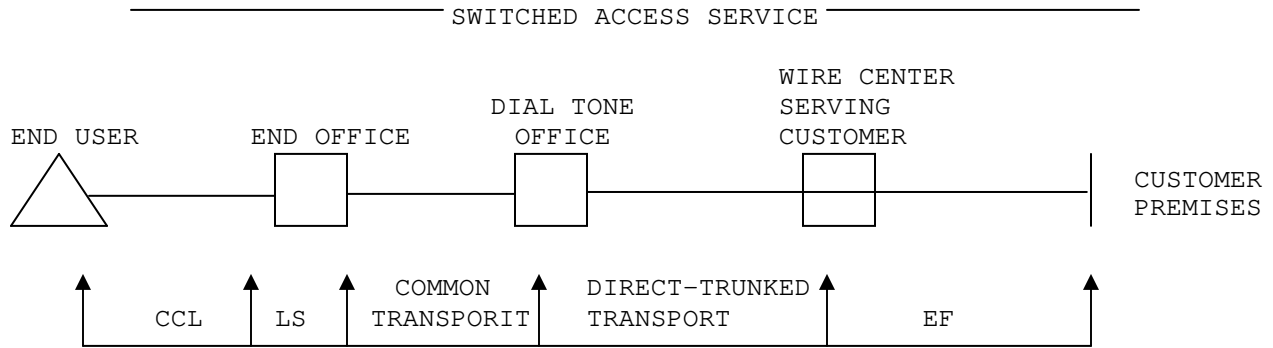 SWITCHED ACCESS SERVICE
WIRE CENTER
SERVING
CUSTOMER
DIAL TONE
OFFICE
END USER
END OFFICE
CUSTOMER
PREMISES
CCL
LS
COMMON
TRANSPORIT
DIRECT-TRUNKED
TRANSPORT
EF